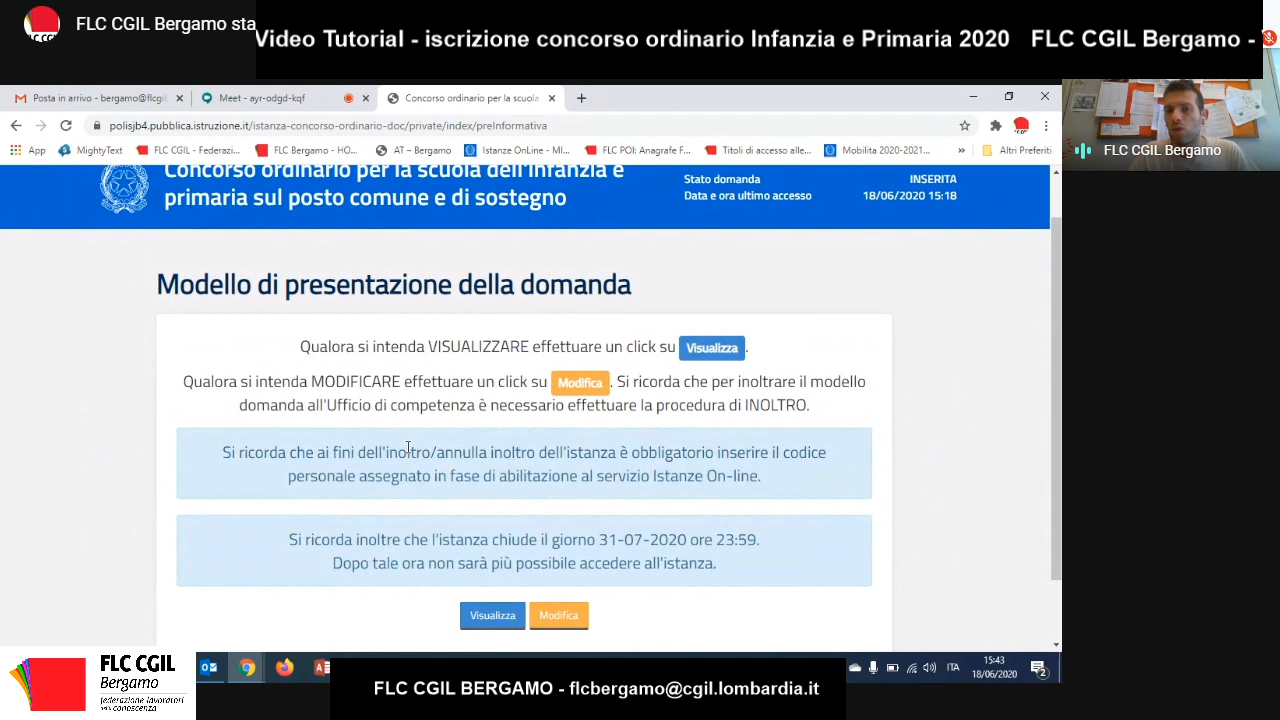 FLC CGIL Bergamo sta
Video Tutorial - iscrizione concorso ordinario Infanzia e Primaria 2020 FLC CGIL Bergamo -
Posta in arrivo - bergamo@flcgil
Meet - ayr-odgd-kqf
Concorso ordinario per la scuola
polisjb4.pubblica.istruzione.it/istanza-concorso-ordinario-doc/private/index/preInformativa
App
MightyText
FLC CGIL - Federazi...
FLC Bergamo - HO...
AT – Bergamo
Istanze OnLine - MI...
FLC POI: Anagrafe F...
Titoli di accesso alle...
Mobilita 2020-2021...
»
Altri Preferiti
FLC CGIL Bergamo
Concorso ordinario per la scuola dell'infanzia e
primaria sul posto comune e di sostegno
Stato domanda INSERITA
Data e ora ultimo accesso 18/06/2020 15:18
Modello di presentazione della domanda
Qualora si intenda VISUALIZZARE effettuare un click su Visualizza.
Qualora si intenda MODIFICARE effettuare un click su Modifica. Si ricorda che per inoltrare il modello
domanda all'Ufficio di competenza è necessario effettuare la procedura di INOLTRO.
Si ricorda che ai fini dell'inoltro/annulla inoltro dell'istanza è obbligatorio inserire il codice
personale assegnato in fase di abilitazione al servizio Istanze On-line.
Si ricorda inoltre che l'istanza chiude il giorno 31-07-2020 ore 23:59.
Dopo tale ora non sarà più possibile accedere all'istanza.
Visualizza Modifica
FLC CGIL
Bergamo
federazione lavoratori
ITA
15:43
18/06/2020
2
FLC CGIL BERGAMO - flcbergamo@cgil.lombardia.it